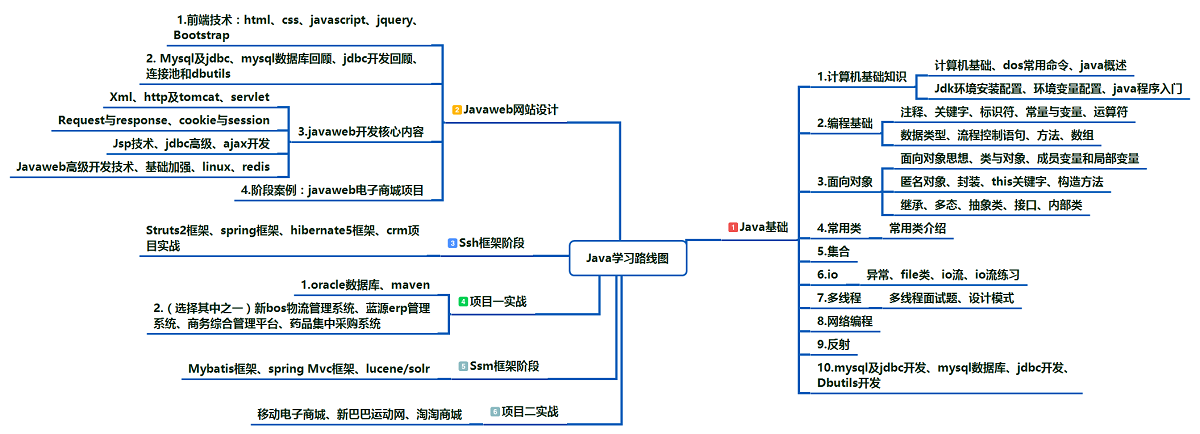 Java学习路线图
1
Java基础
1.计算机基础知识
计算机基础、dos常用命令、java概述
Jdk环境安装配置、环境变量配置、java程序入门
2.编程基础
注释、关键字、标识符、常量与变量、运算符
数据类型、流程控制语句、方法、数组
3.面向对象
面向对象思想、类与对象、成员变量和局部变量
匿名对象、封装、this关键字、构造方法
继承、多态、抽象类、接口、内部类
4.常用类
常用类介绍
5.集合
6.io
异常、file类、io流、io流练习
7.多线程
多线程面试题、设计模式
8.网络编程
9.反射
10.mysql及jdbc开发、mysql数据库、jdbc开发、
Dbutils开发
2
Javaweb网站设计
1.前端技术：html、css、javascript、jquery、
Bootstrap
2. Mysql及jdbc、mysql数据库回顾、jdbc开发回顾、
连接池和dbutils
3.javaweb开发核心内容
Xml、http及tomcat、servlet
Request与response、cookie与session
Jsp技术、jdbc高级、ajax开发
Javaweb高级开发技术、基础加强、linux、redis
4.阶段案例：javaweb电子商城项目
3
Ssh框架阶段
Struts2框架、spring框架、hibernate5框架、crm项
目实战
4
项目一实战
1.oracle数据库、maven
2.（选择其中之一）新bos物流管理系统、蓝源erp管理
系统、商务综合管理平台、药品集中采购系统
5
Ssm框架阶段
Mybatis框架、spring Mvc框架、lucene/solr
6
项目二实战
移动电子商城、新巴巴运动网、淘淘商城